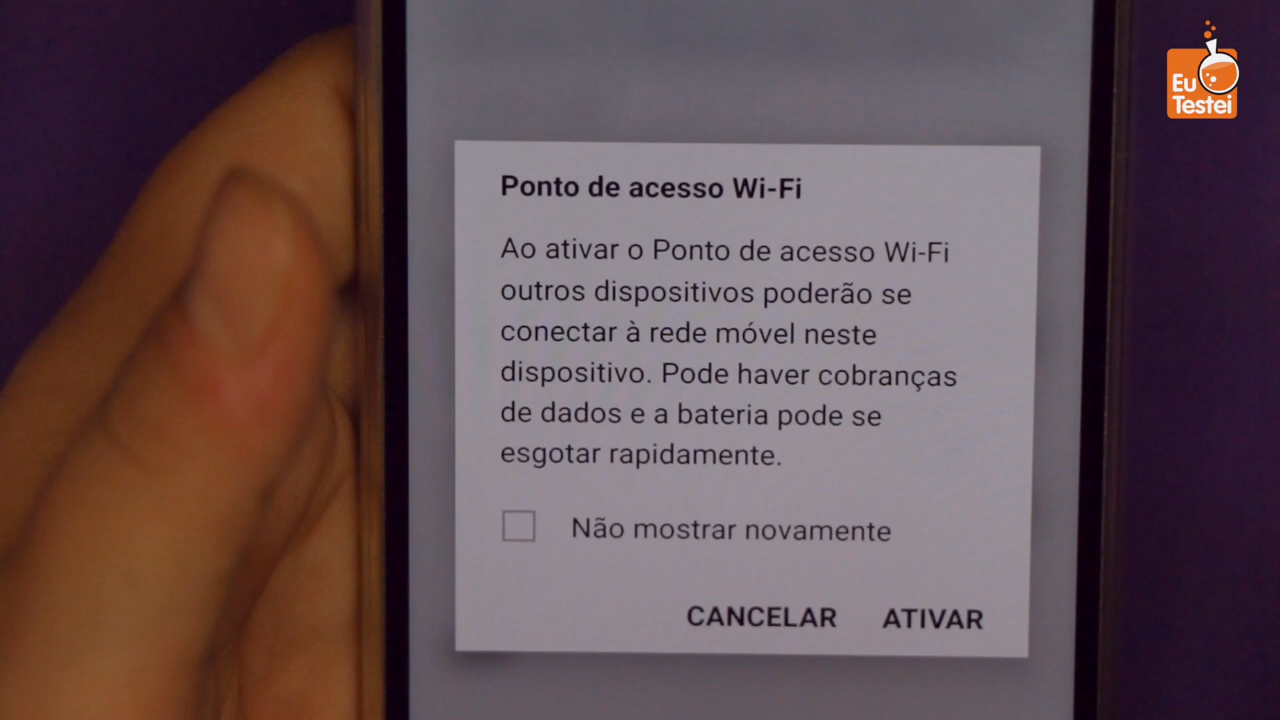 Eu
Testei
Ponto de acesso Wi-Fi
Ao ativar o Ponto de acesso Wi-Fi
outros dispositivos poderão se
conectar à rede móvel neste
dispositivo. Pode haver cobranças
de dados e a bateria pode se
esgotar rapidamente.
Não mostrar novamente
CANCELAR ATIVAR